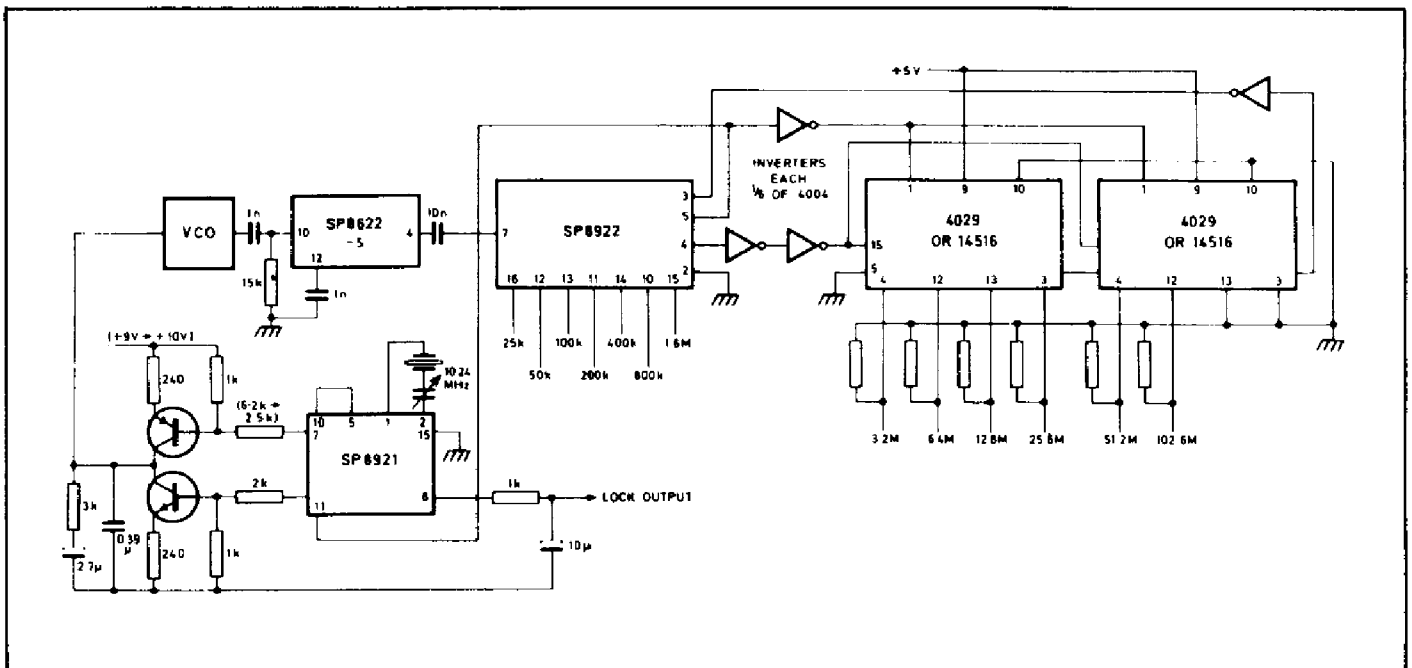 +5V
INVERTERS
EACH
⅙ OF 4004
VCO
1n
10
SP8622
-S
4
12
10n
15k
1n
7
SP8922
3
5
4
2
16
12
13
11
14
10
15
25k
50k
100k
200k
400k
800k
1.6M
1
9
10
4029
OR 14516
15
5
4
12
13
3
1
9
10
4029
OR 14516
4
12
13
3
3.2M
6.4M
12.8M
25.6M
51.2M
102.6M
(+9V → +10V)
240
1k
(6.2k →
2.5k)
10.24
MHz
10
5
1
2
7
15
SP8921
11
6
2k
3k
0.39
µ
2.7µ
240
1k
1k
LOCK OUTPUT
10µ